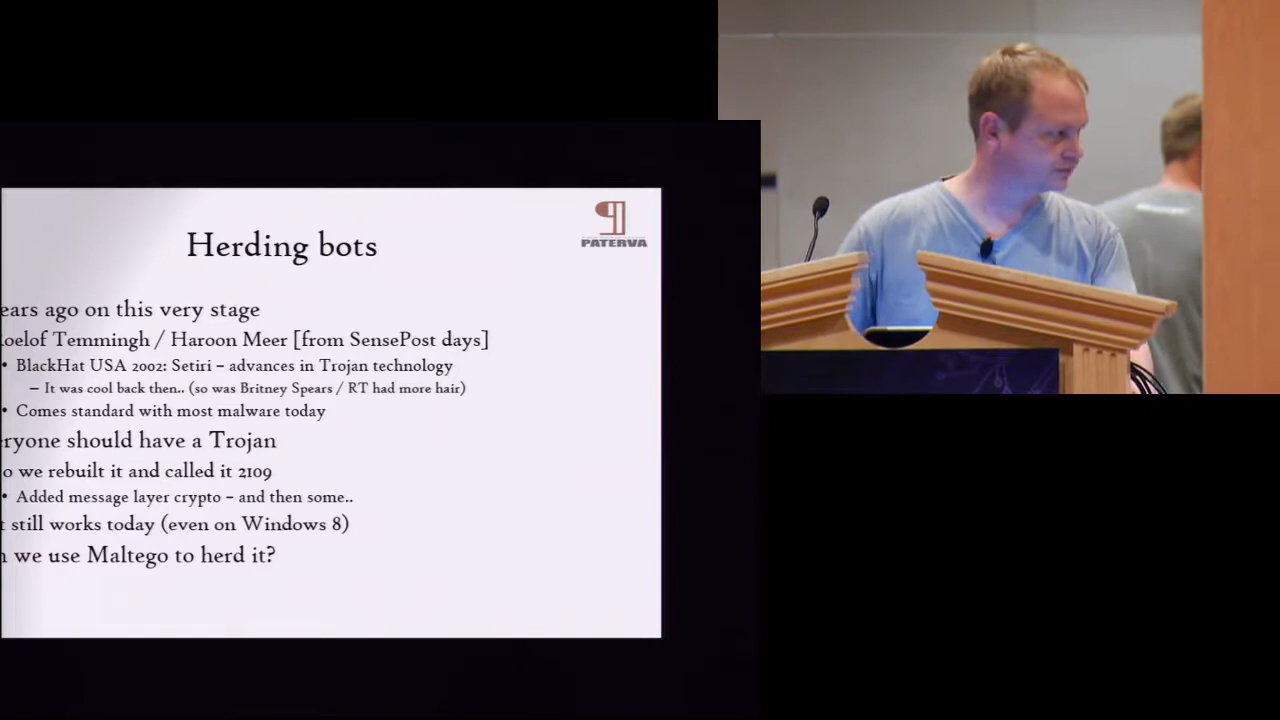 Herding bots
PATERVA
ears ago on this very stage
oelof Temmingh / Haroon Meer [from SensePost days]
• BlackHat USA 2002: Setiri – advances in Trojan technology
– It was cool back then.. (so was Britney Spears / RT had more hair)
• Comes standard with most malware today
eryone should have a Trojan
o we rebuilt it and called it 2109
• Added message layer crypto – and then some..
t still works today (even on Windows 8)
n we use Maltego to herd it?